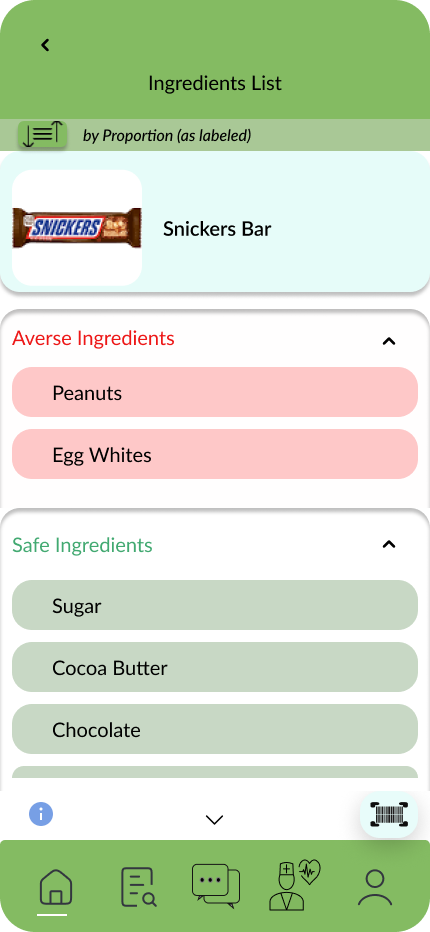 Ingredients List
by Proportion (as labeled)
SNICKERS
Snickers Bar
Averse Ingredients
Peanuts
Egg Whites
Safe Ingredients
Sugar
Cocoa Butter
Chocolate